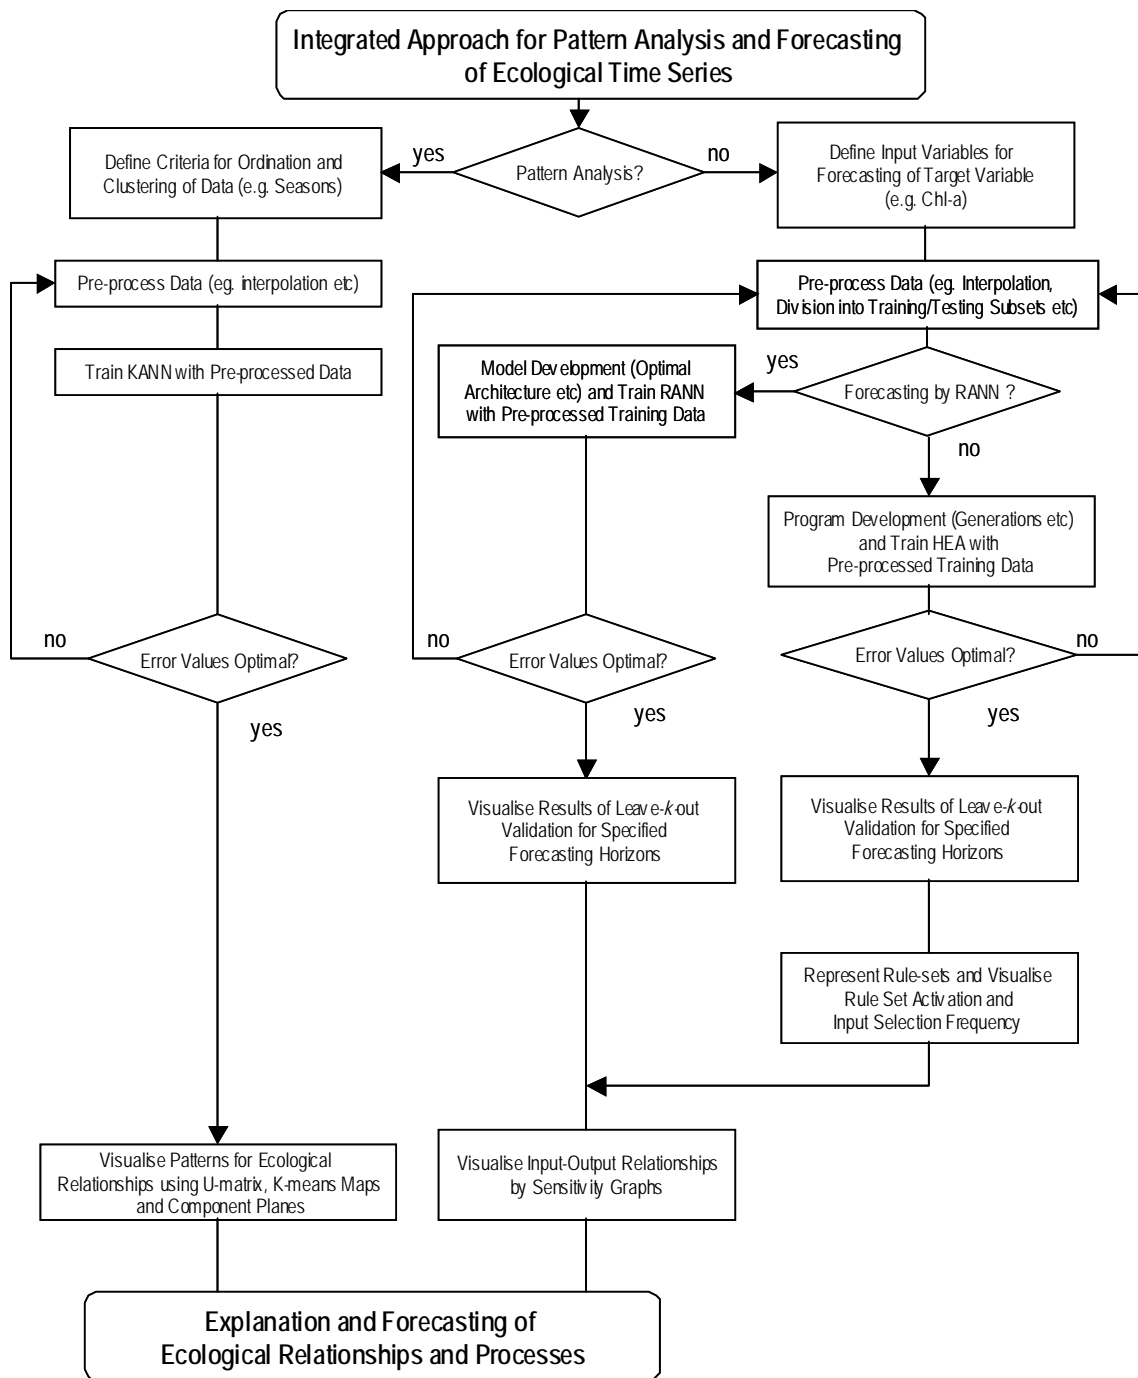 Integrated Approach for Pattern Analysis and Forecasting
of Ecological Time Series
yes
no
Define Criteria for Ordination and
Clustering of Data (e.g. Seasons)
Pattern Analysis?
Define Input Variables for
Forecasting of Target Variable
(e.g. Chl-a)
Pre-process Data (eg. interpolation etc)
Pre-process Data (eg. Interpolation,
Division into Training/Testing Subsets etc)
Train KANN with Pre-processed Data
Model Development (Optimal
Architecture etc) and Train RANN
with Pre-processed Training Data
yes
Forecasting by RANN ?
no
Program Development (Generations etc)
and Train HEA with
Pre-processed Training Data
no
Error Values Optimal?
yes
no
Error Values Optimal?
yes
Error Values Optimal?
no
yes
Visualise Results of Leave-k-out
Validation for Specified
Forecasting Horizons
Visualise Results of Leave-k-out
Validation for Specified
Forecasting Horizons
Represent Rule-sets and Visualise
Rule Set Activation and
Input Selection Frequency
Visualise Patterns for Ecological
Relationships using U-matrix, K-means Maps
and Component Planes
Visualise Input-Output Relationships
by Sensitivity Graphs
Explanation and Forecasting of
Ecological Relationships and Processes